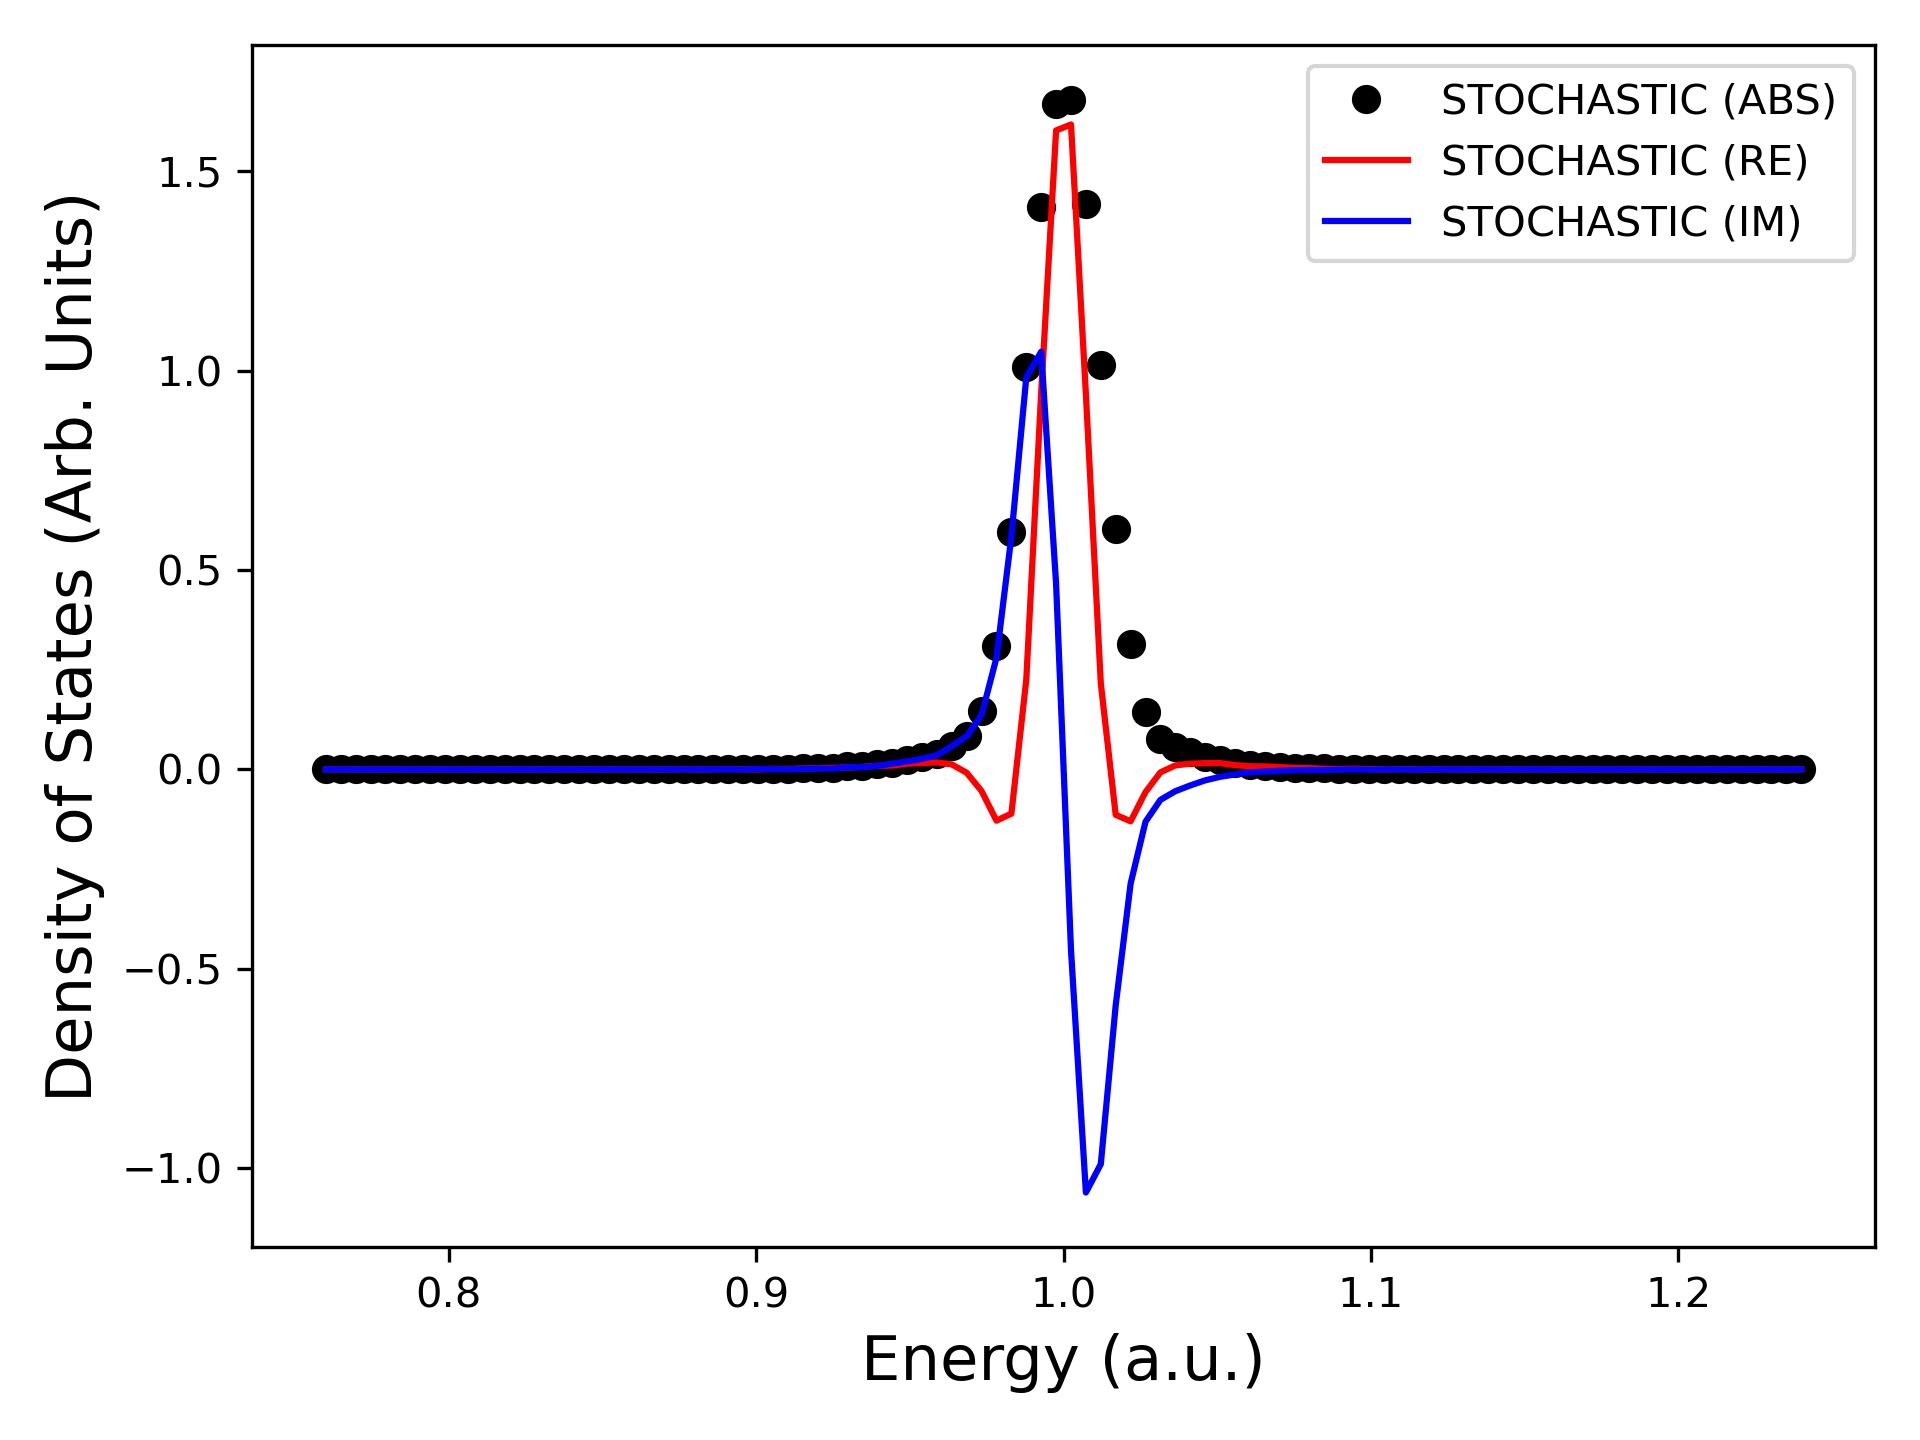 STOCHASTIC (ABS)
STOCHASTIC (RE)
STOCHASTIC (IM)
Density of States (Arb. Units)
1.5
1.0
0.5
0.0
−0.5
−1.0
0.8 0.9 1.0 1.1 1.2
Energy (a.u.)